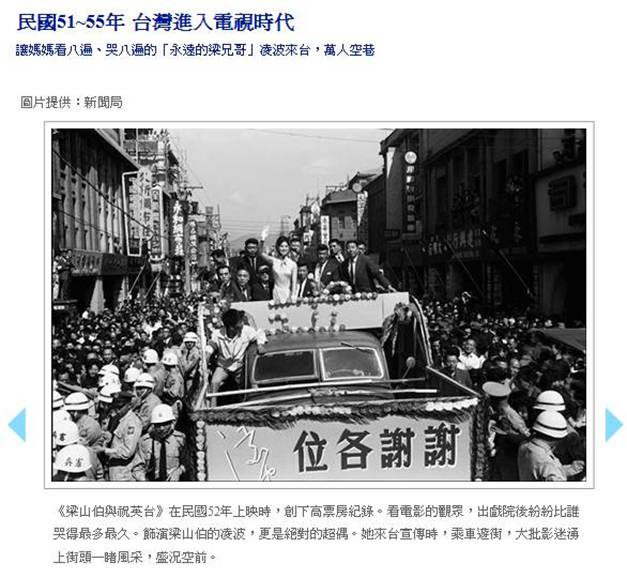 民國51~55年 台灣進入電視時代
讓媽媽看八遍、哭八遍的「永遠的梁兄哥」凌波來台，萬人空巷
圖片提供：新聞局
位各謝謝
《梁山伯與祝英台》在民國52年上映時，創下高票房紀錄。看電影的觀眾，出戲院後紛紛比誰
哭得最多最久。飾演梁山伯的凌波，更是絕對的超偶。她來台宣傳時，乘車遊街，大批影迷湧
上街頭一睹風采，盛況空前。